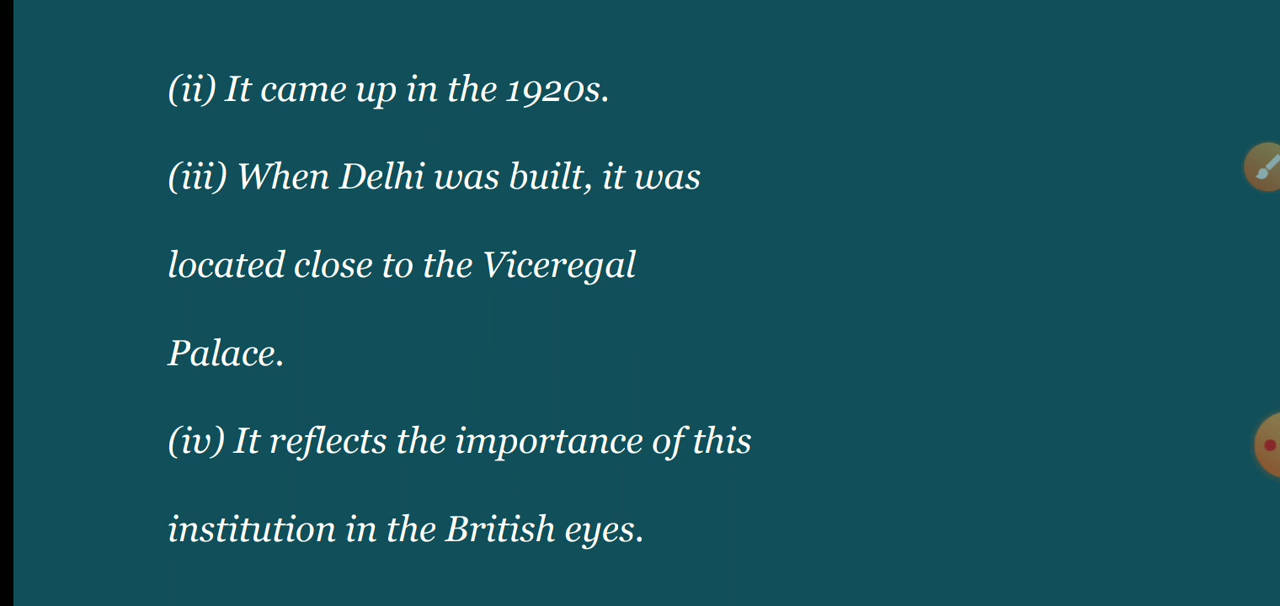 (ii) It came up in the 1920s.
(iii) When Delhi was built, it was
located close to the Viceregal
Palace.
(iv) It reflects the importance of this
institution in the British eyes.